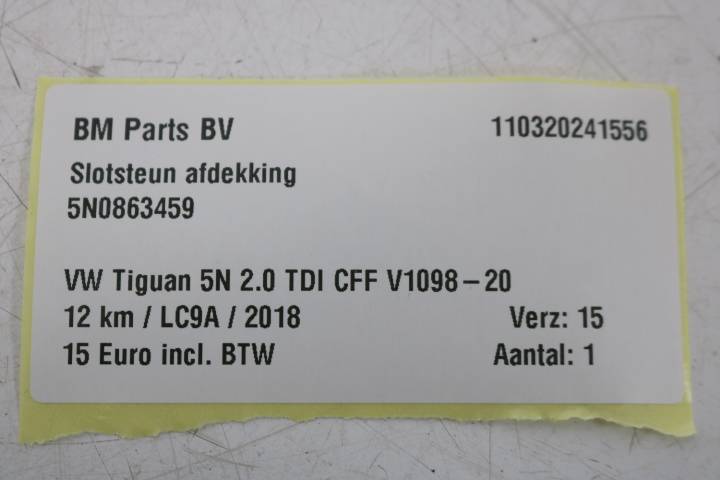 BM Parts BV 110320241556
Slotsteun afdekking
5N0863459
VW Tiguan 5N 2.0 TDI CFF V1098-20
12 km / LC9A / 2018 Verz: 15
15 Euro incl. BTW Aantal: 1